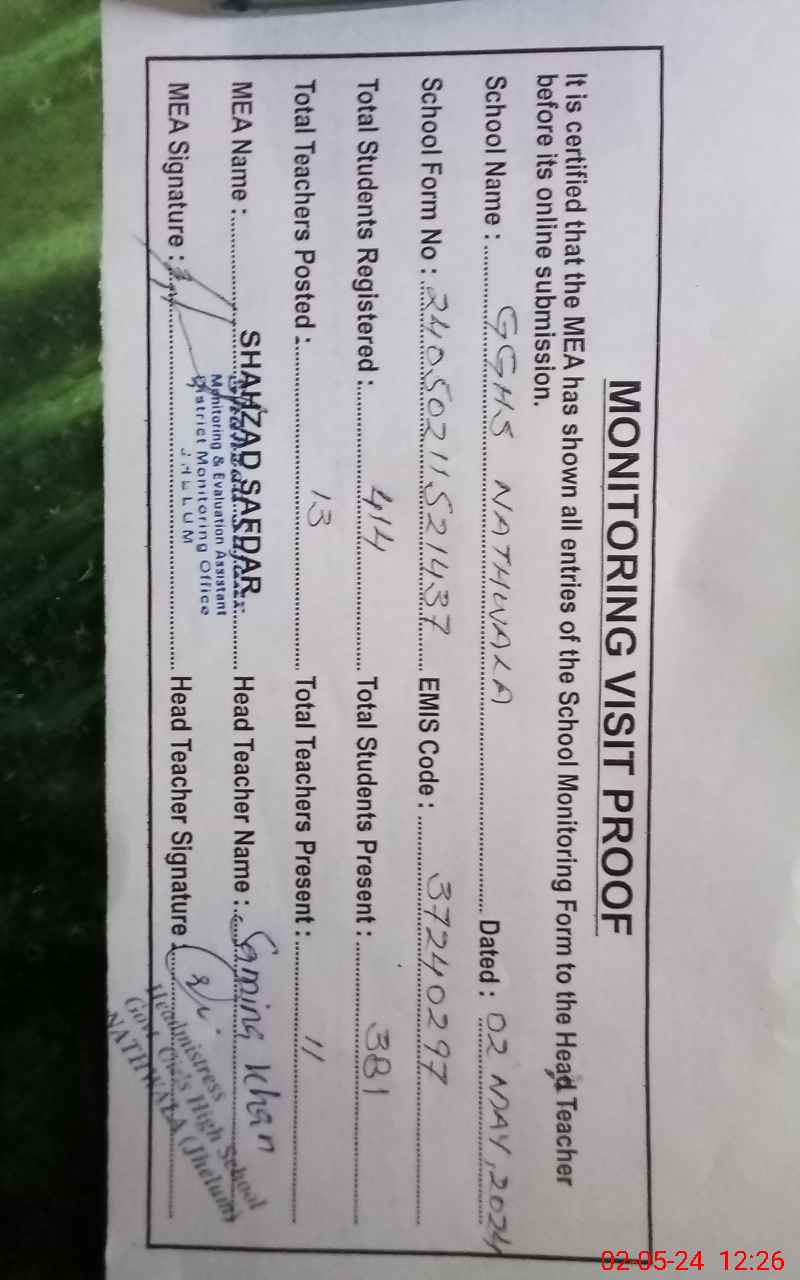 MONITORING VISIT PROOF
It is certified that the MEA has shown all entries of the School Monitoring Form to the Head Teacher
before its online submission.
School Name : GGHS NATHWALA Dated : 02 MAY, 2024
School Form No : 24050211521437 EMIS Code : 37240297
Total Students Registered : 414 Total Students Present : 381
Total Teachers Posted : 13 Total Teachers Present : 11
MEA Name : SHAHZAD SAFDAR Head Teacher Name : Samina Khan
Monitoring & Evaluation Assistant
District Monitoring Office
JHELUM
MEA Signature : Head Teacher Signature :
Headmistress
Govt. Girls High School
NATHWALA (Jhelum)
02-05-24 12:26